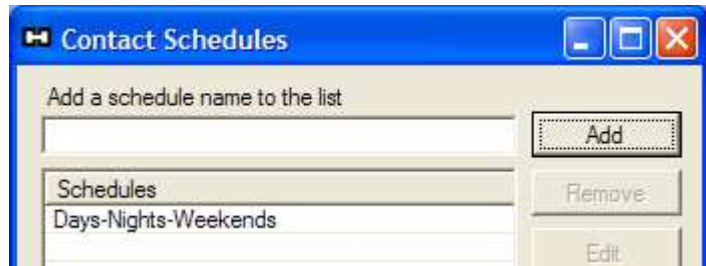 Contact Schedules
Add a schedule name to the list
Add
Schedules
Remove
Days-Nights-Weekends
Edit